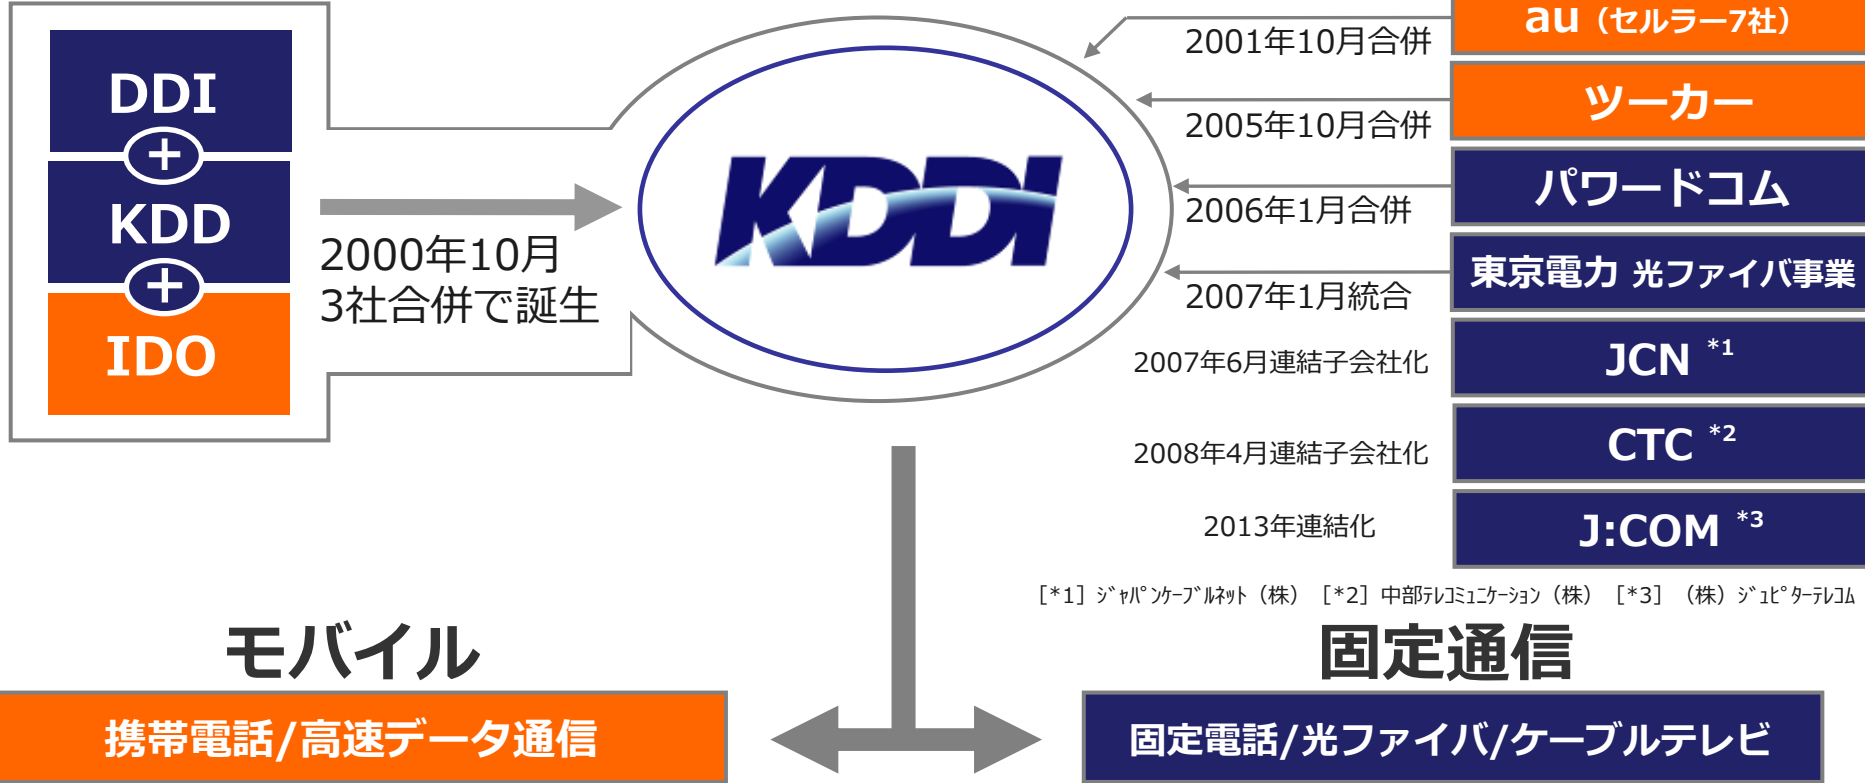 DDI
+
KDD
+
IDO
2000年10月
3社合併で誕生
KDDI
2001年10月合併
au（セルラー7社）
2005年10月合併
ツーカー
2006年1月合併
パワードコム
2007年1月統合
東京電力 光ファイバ事業
2007年6月連結子会社化
JCN *1
2008年4月連結子会社化
CTC *2
2013年連結化
J:COM *3
［*1］ｼﾞｬﾊﾟﾝｹｰﾌﾞﾙﾈｯﾄ（株）［*2］中部ﾃﾚｺﾐｭﾆｹｰｼｮﾝ（株）［*3］（株）ｼﾞｭﾋﾟﾀｰﾃﾚｺﾑ
モバイル
携帯電話/高速データ通信
固定通信
固定電話/光ファイバ/ケーブルテレビ